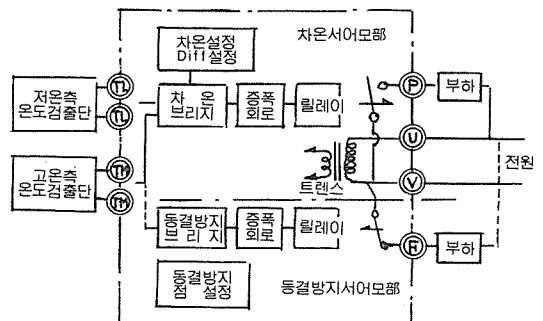 차온설정
Diff설정
차온서어모부
저온측
온도검출단
TL
TL
차 온
브리지
증폭
회로
릴레이
P
부하
U
전원
고온측
온도검출단
TH
TH
트렌스
V
동결방지
브 리 지
증폭
회로
릴레이
F
부하
동결방지
점 설정
동결방지서어모부